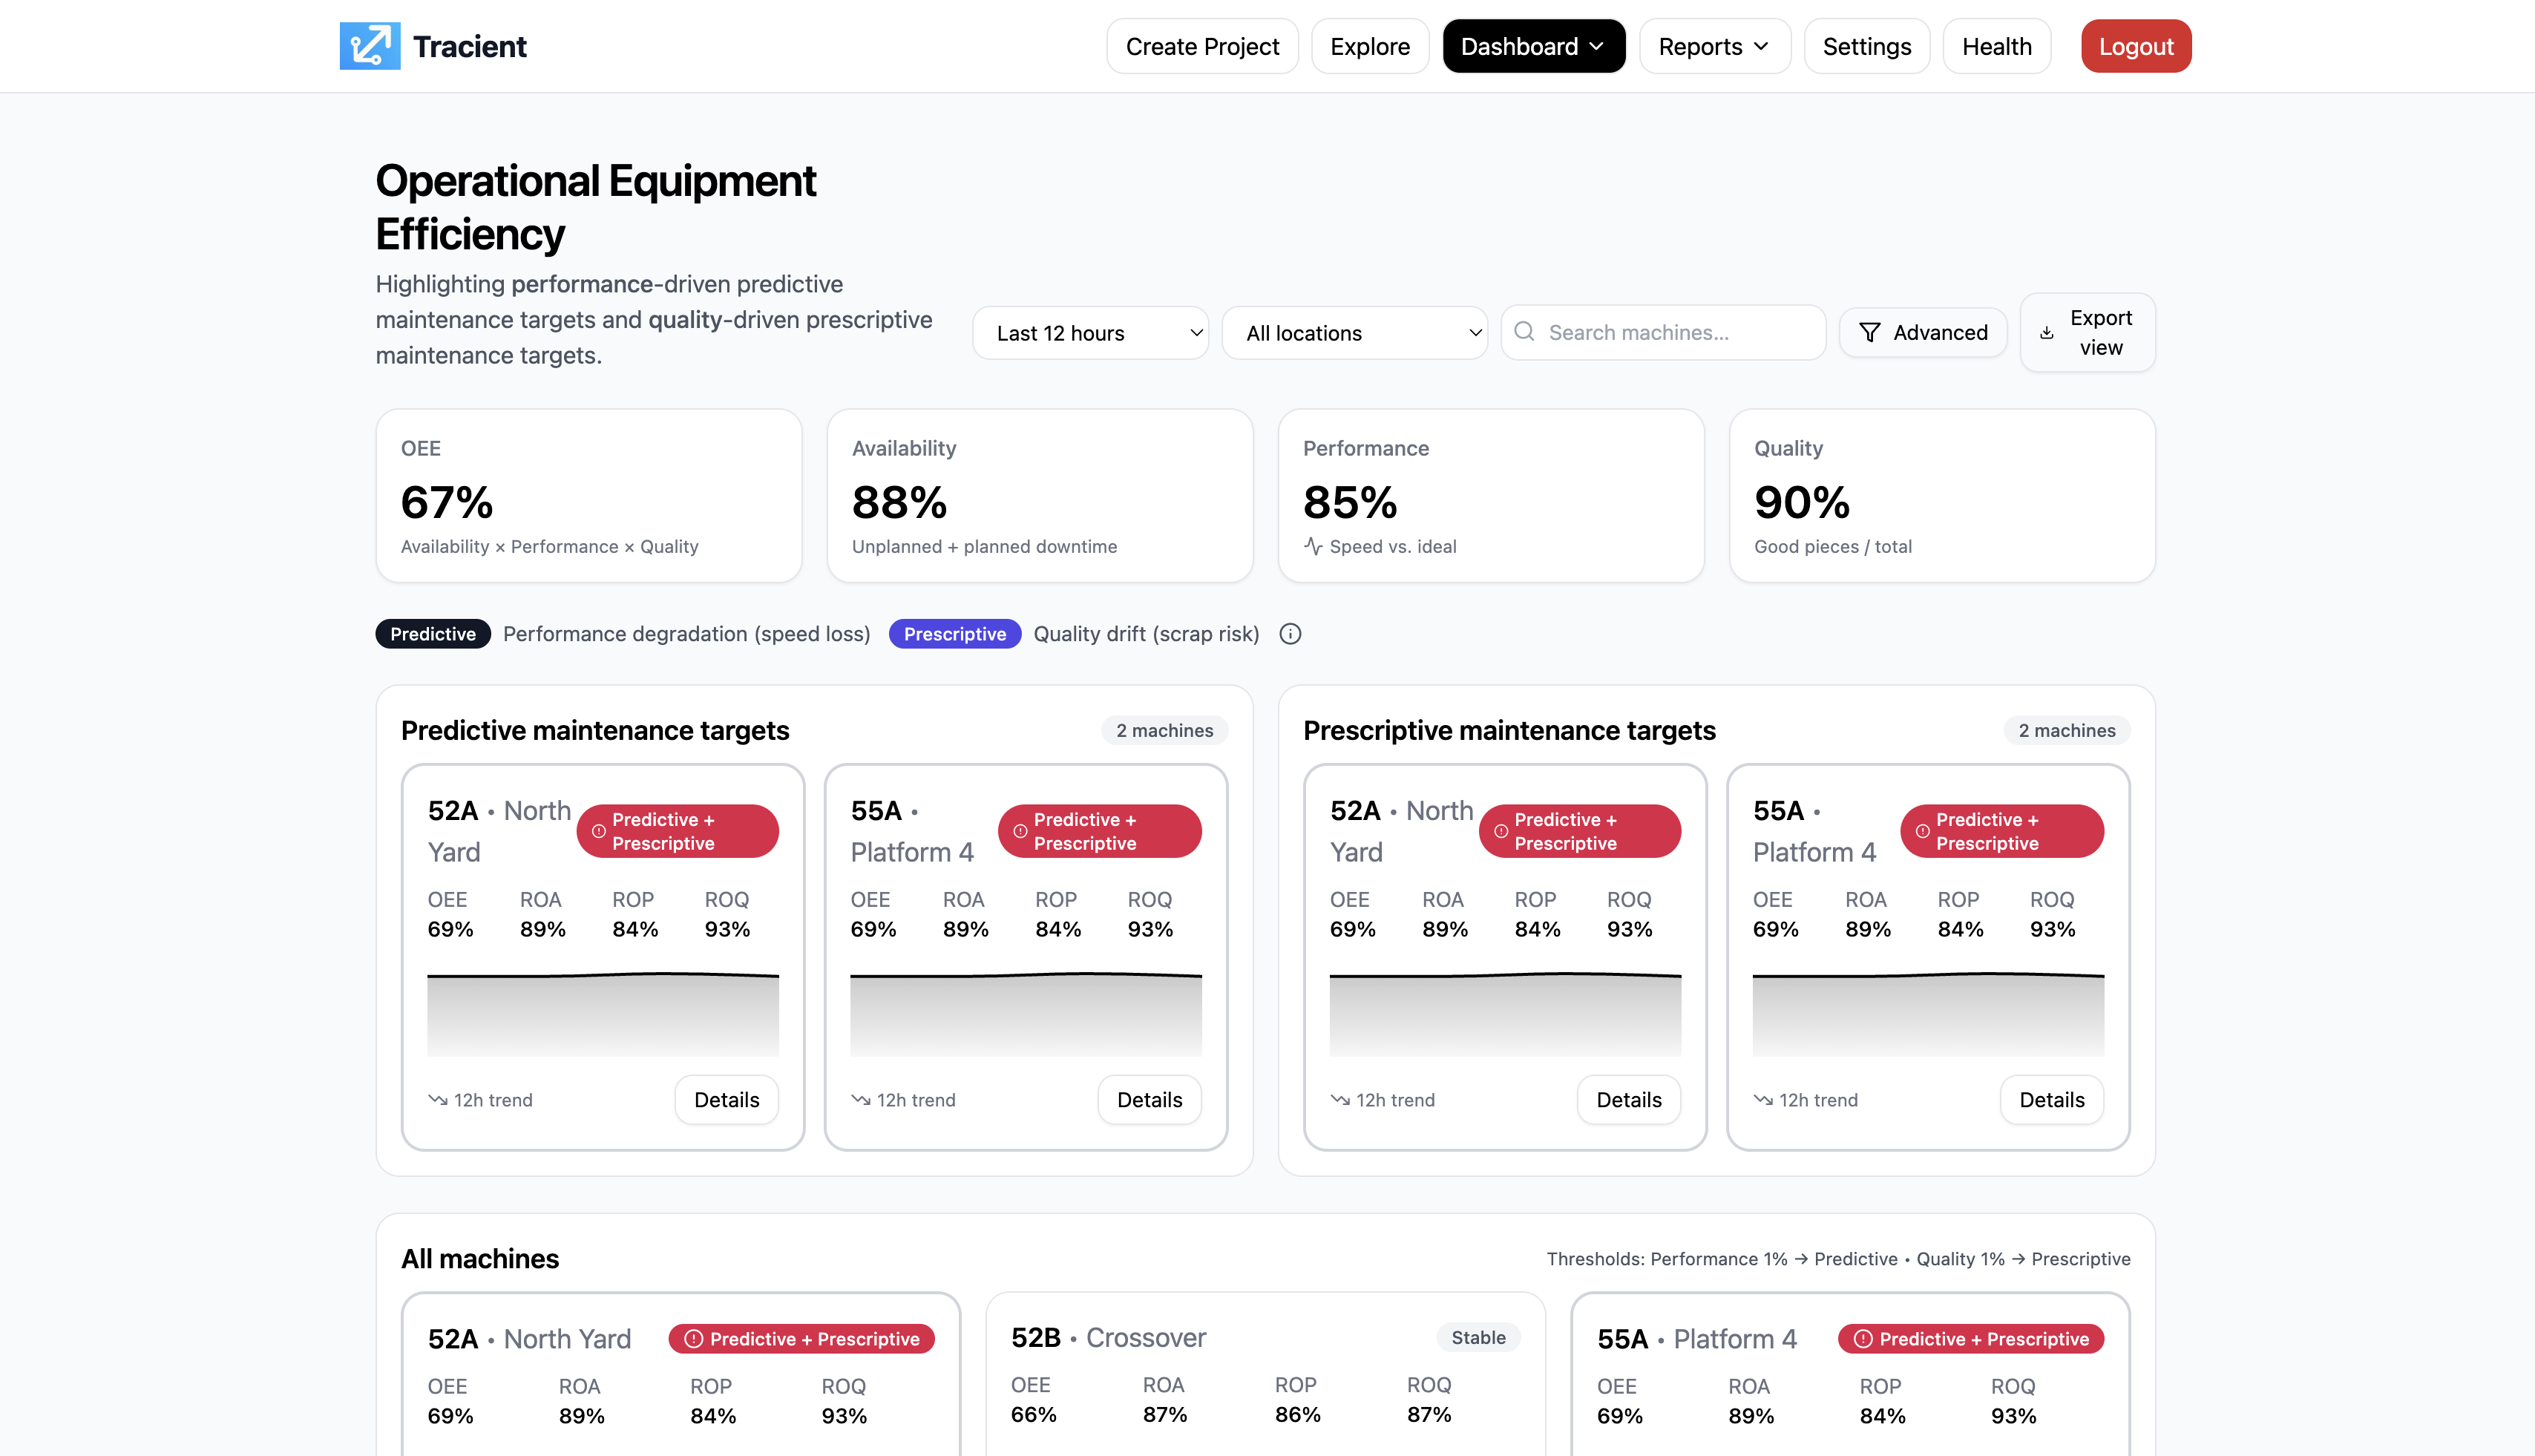 Tracient
Create Project
Explore
Dashboard
Reports
Settings
Health
Logout
Operational Equipment
Efficiency
Highlighting performance-driven predictive
maintenance targets and quality-driven prescriptive
maintenance targets.
Last 12 hours
All locations
Search machines...
Advanced
Export
view
OEE
67%
Availability × Performance × Quality
Availability
88%
Unplanned + planned downtime
Performance
85%
Speed vs. ideal
Quality
90%
Good pieces / total
Predictive Performance degradation (speed loss) Prescriptive Quality drift (scrap risk)
Predictive maintenance targets
2 machines
52A • North
Yard
Predictive +
Prescriptive
OEE ROA ROP ROQ
69% 89% 84% 93%
12h trend
Details
55A •
Platform 4
Predictive +
Prescriptive
OEE ROA ROP ROQ
69% 89% 84% 93%
12h trend
Details
Prescriptive maintenance targets
2 machines
52A • North
Yard
Predictive +
Prescriptive
OEE ROA ROP ROQ
69% 89% 84% 93%
12h trend
Details
55A •
Platform 4
Predictive +
Prescriptive
OEE ROA ROP ROQ
69% 89% 84% 93%
12h trend
Details
All machines
Thresholds: Performance 1% → Predictive • Quality 1% → Prescriptive
52A • North Yard
Predictive + Prescriptive
OEE ROA ROP ROQ
69% 89% 84% 93%
52B • Crossover
Stable
OEE ROA ROP ROQ
66% 87% 86% 87%
55A • Platform 4
Predictive + Prescriptive
OEE ROA ROP ROQ
69% 89% 84% 93%